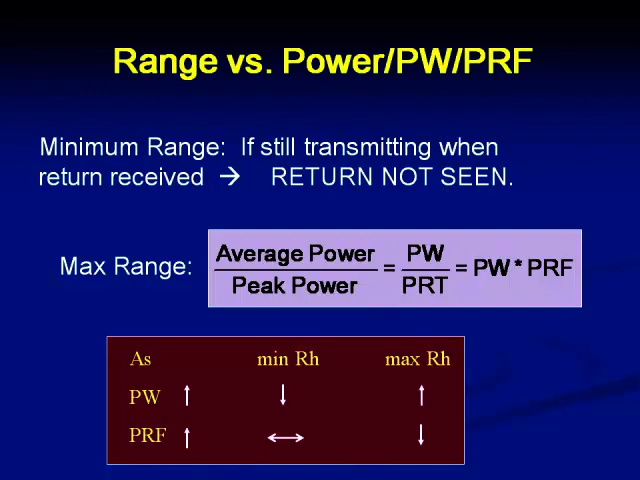 Range vs. Power/PW/PRF
Minimum Range: If still transmitting when
return received → RETURN NOT SEEN.
Max Range:
Average Power / Peak Power = PW / PRT = PW * PRF
As min Rh max Rh
PW ↑ ↓ ↑
PRF ↑ ↔ ↓